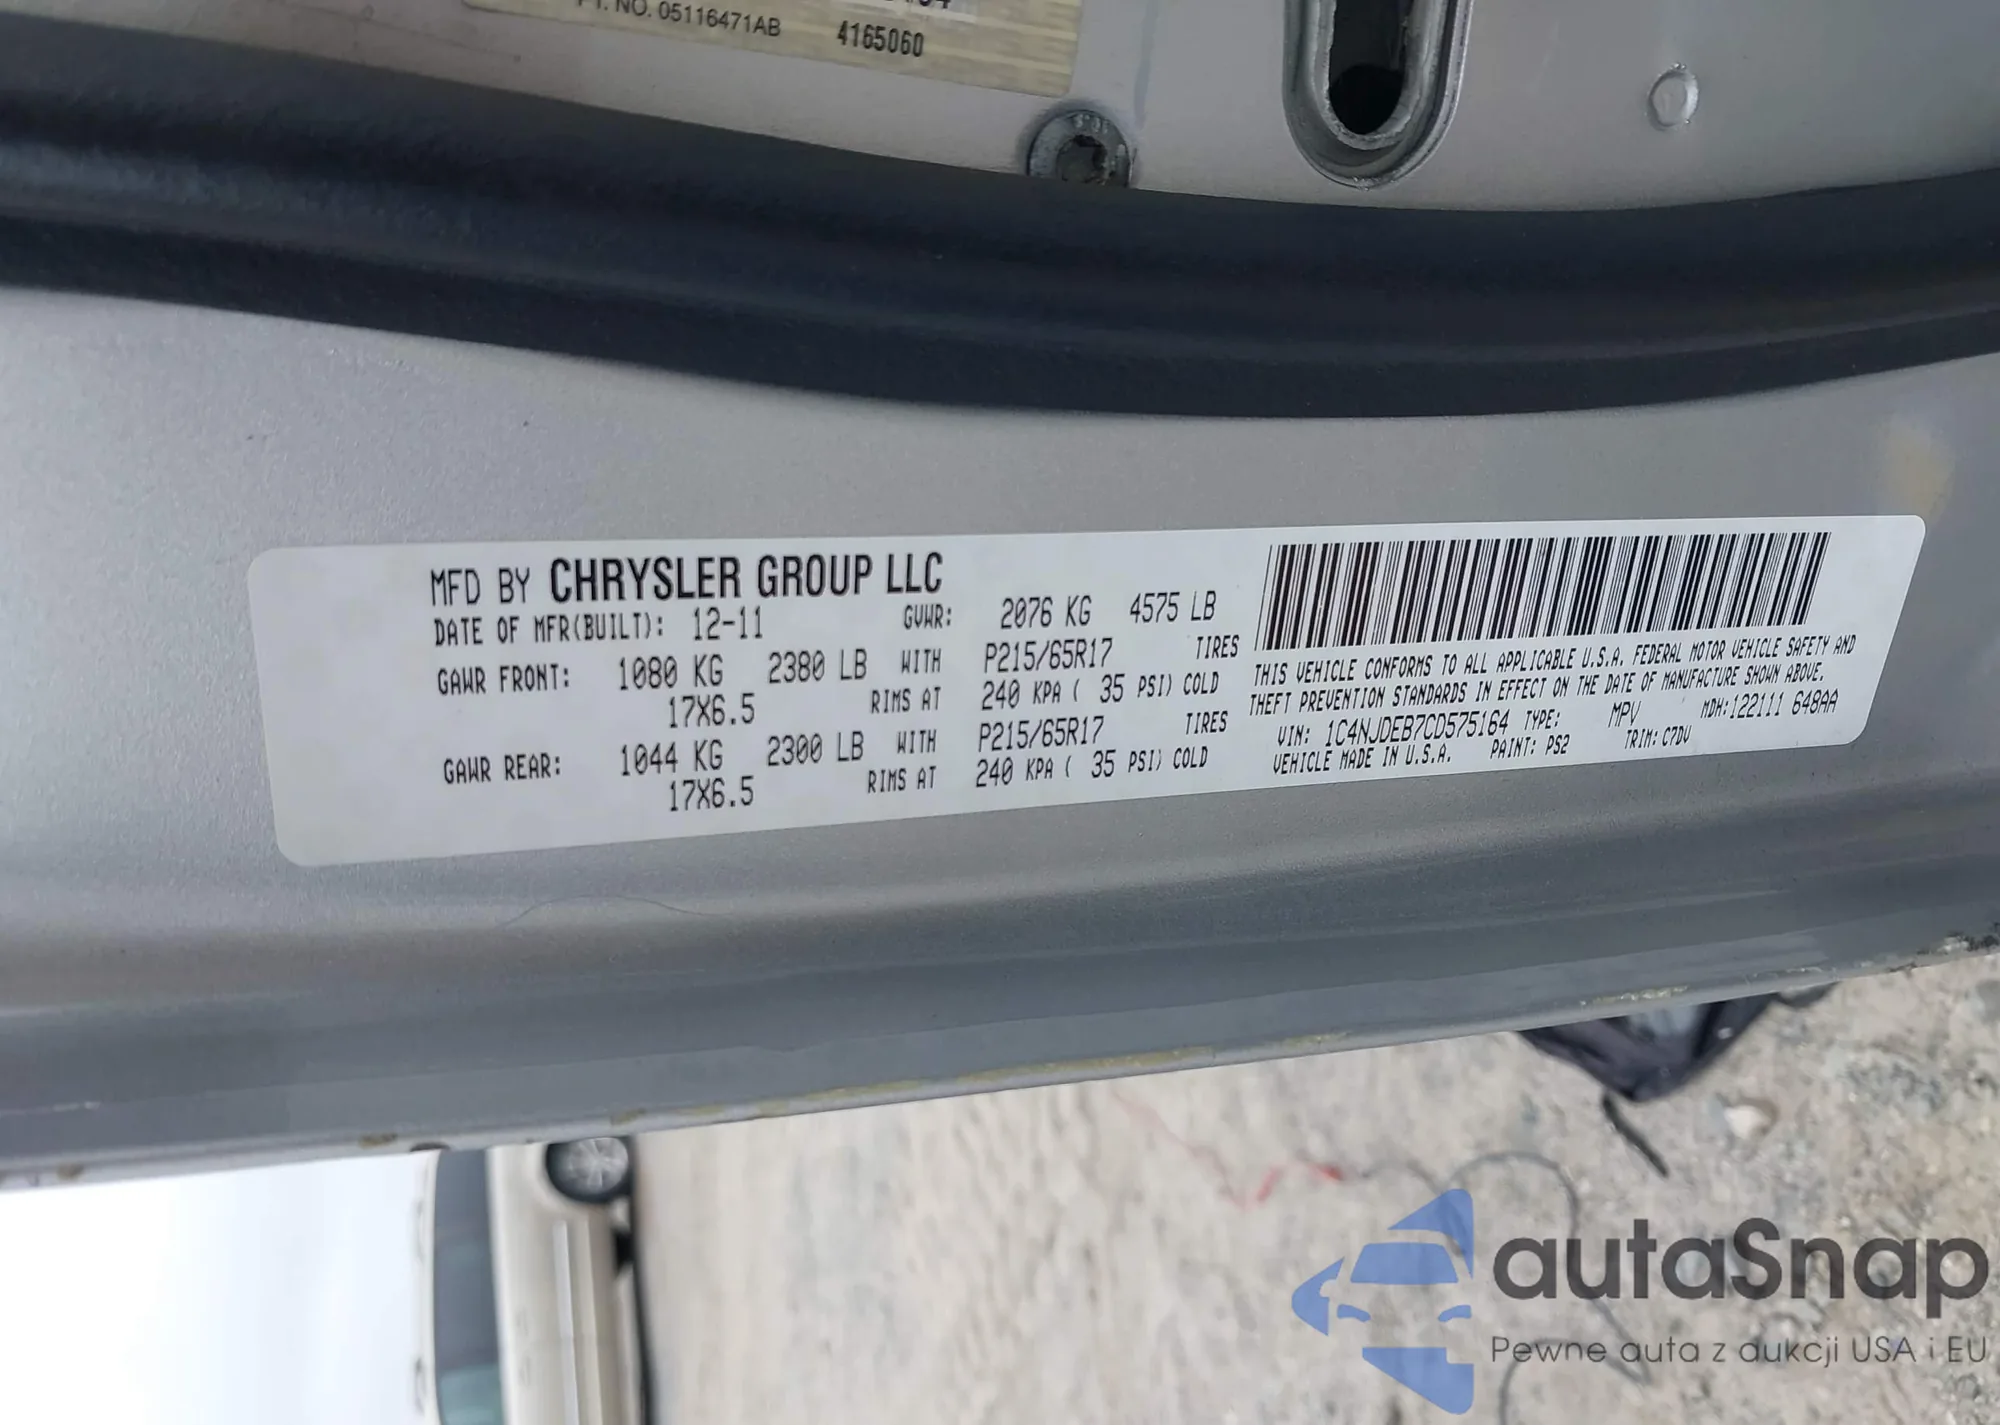 PT. NO. 05116471AB 4165060
MFD BY CHRYSLER GROUP LLC
DATE OF MFR(BUILT): 12-11 GVWR: 2076 KG 4575 LB
GAWR FRONT: 1080 KG 2380 LB WITH P215/65R17 TIRES
17X6.5 RIMS AT 240 KPA ( 35 PSI) COLD
GAWR REAR: 1044 KG 2300 LB WITH P215/65R17 TIRES
17X6.5 RIMS AT 240 KPA ( 35 PSI) COLD
THIS VEHICLE CONFORMS TO ALL APPLICABLE U.S.A. FEDERAL MOTOR VEHICLE SAFETY AND
THEFT PREVENTION STANDARDS IN EFFECT ON THE DATE OF MANUFACTURE SHOWN ABOVE.
VIN: 1C4NJDEB7CD575164 TYPE: MPV MDH: 122111 648AA
VEHICLE MADE IN U.S.A. PAINT: PS2 TRIM: C7DV
autaSnap
Pewne auta z aukcji USA i EU